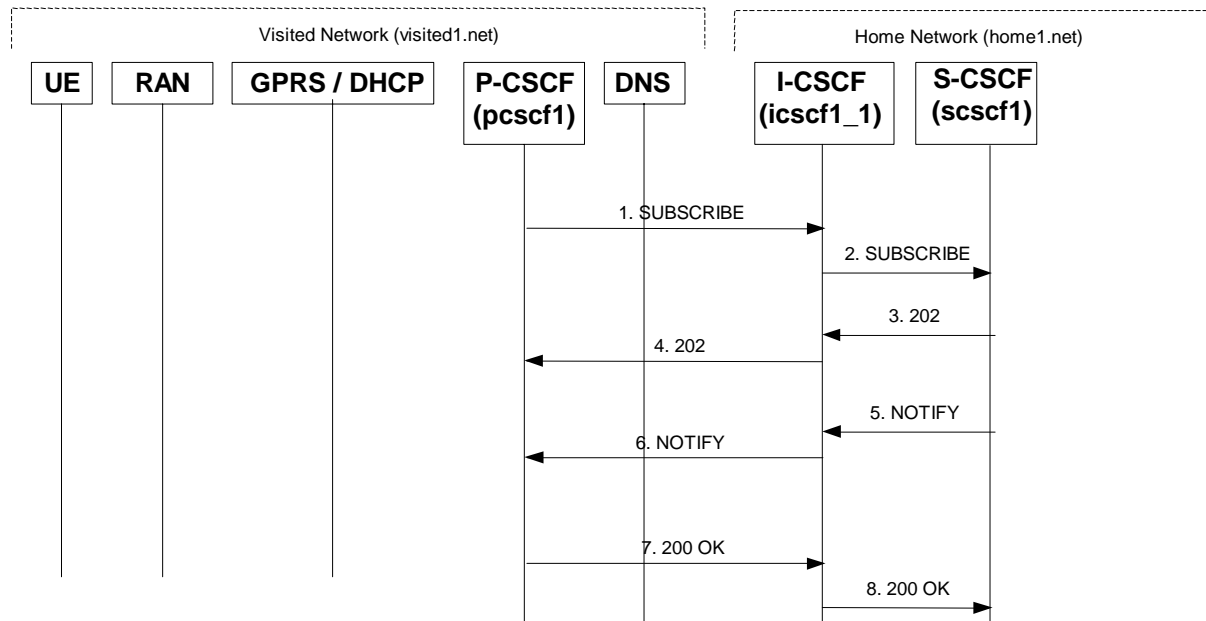 Visited Network (visited1.net)
Home Network (home1.net)
UE
RAN
GPRS / DHCP
P-CSCF
(pcscf1)
DNS
I-CSCF
(icscf1_1)
S-CSCF
(scscf1)
1. SUBSCRIBE
2. SUBSCRIBE
3. 202
4. 202
5. NOTIFY
6. NOTIFY
7. 200 OK
8. 200 OK